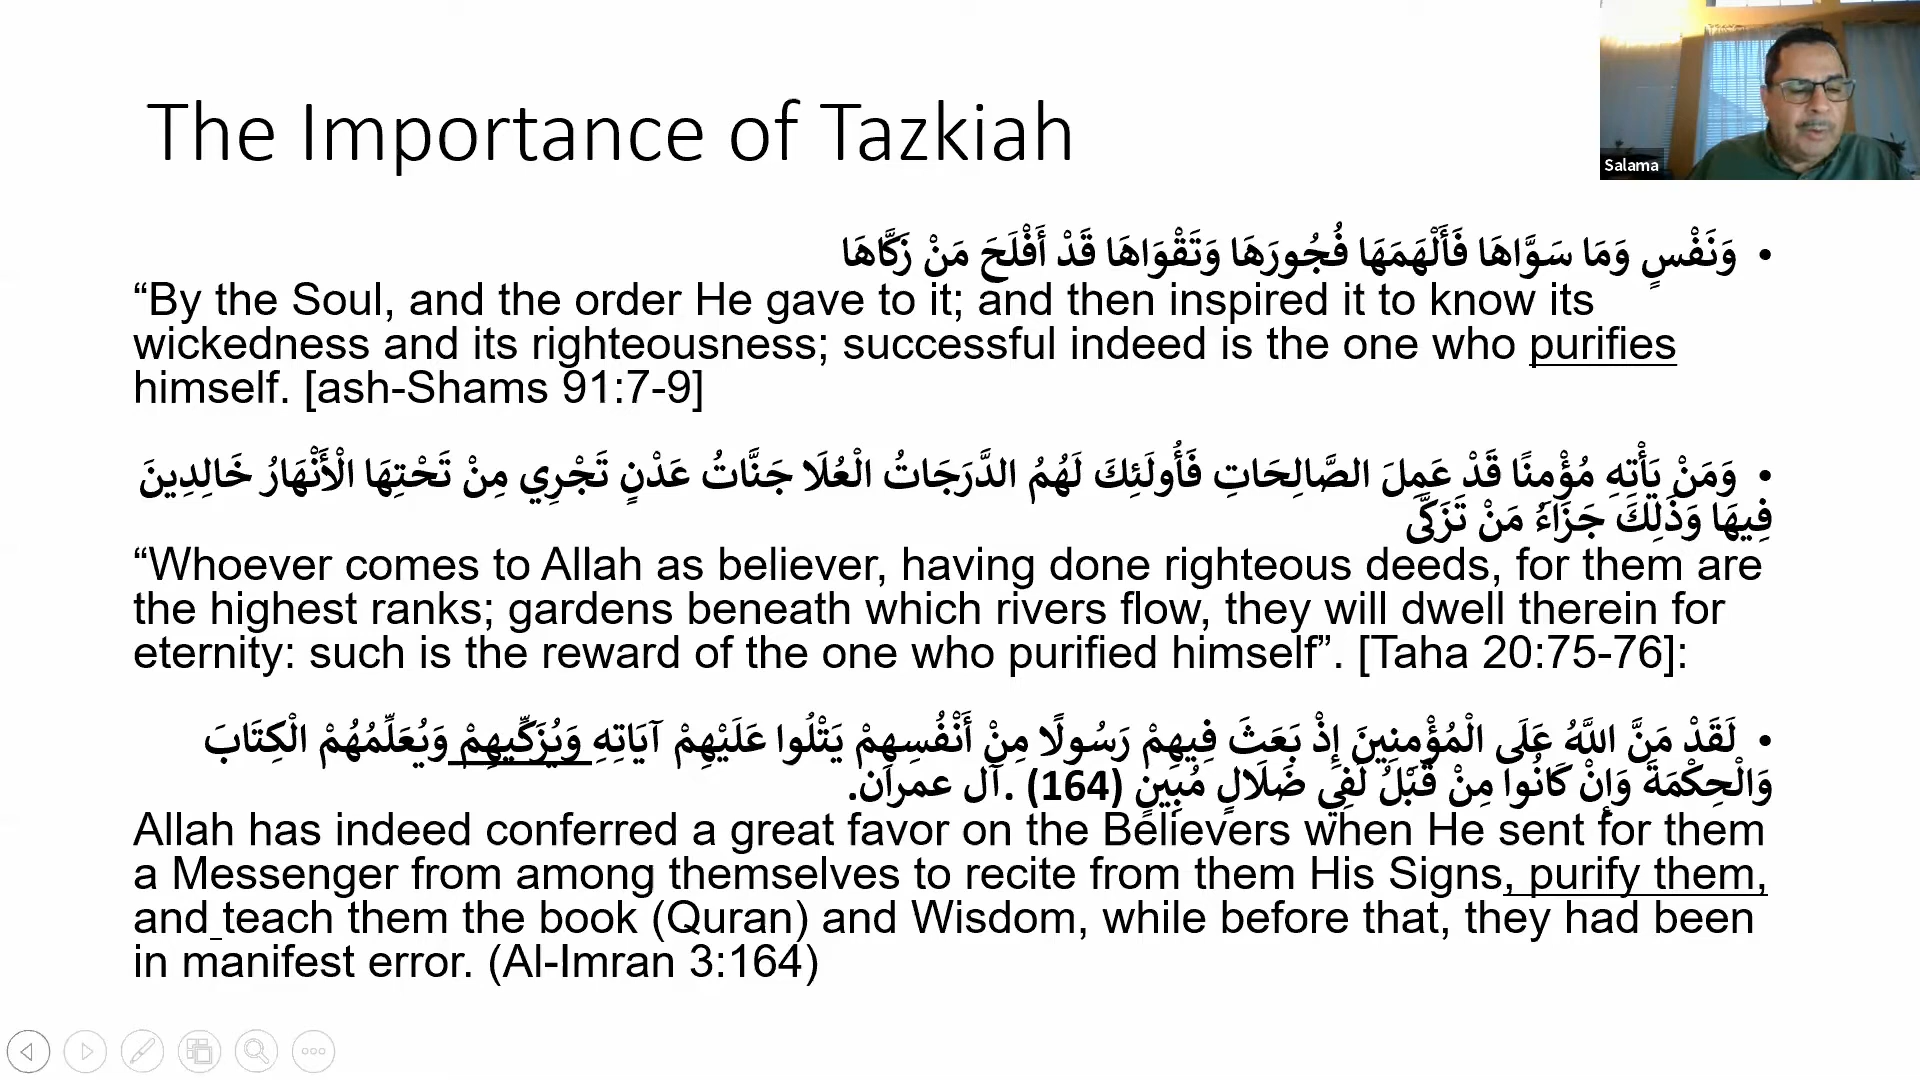 The Importance of Tazkiah
Salama
• وَنَفْسٍ وَمَا سَوَّاهَا فَأَلْهَمَهَا فُجُورَهَا وَتَقْوَاهَا قَدْ أَفْلَحَ مَنْ زَكَّاهَا
“By the Soul, and the order He gave to it; and then inspired it to know its
wickedness and its righteousness; successful indeed is the one who purifies
himself. [ash-Shams 91:7-9]
• وَمَنْ يَأْتِهِ مُؤْمِنًا قَدْ عَمِلَ الصَّالِحَاتِ فَأُولَئِكَ لَهُمُ الدَّرَجَاتُ الْعُلَا جَنَّاتُ عَدْنٍ تَجْرِي مِنْ تَحْتِهَا الْأَنْهَارُ خَالِدِينَ
فِيهَا وَذَلِكَ جَزَاءُ مَنْ تَزَكَّى
“Whoever comes to Allah as believer, having done righteous deeds, for them are
the highest ranks; gardens beneath which rivers flow, they will dwell therein for
eternity: such is the reward of the one who purified himself”. [Taha 20:75-76]:
• لَقَدْ مَنَّ اللَّهُ عَلَى الْمُؤْمِنِينَ إِذْ بَعَثَ فِيهِمْ رَسُولًا مِنْ أَنْفُسِهِمْ يَتْلُوا عَلَيْهِمْ آيَاتِهِ وَيُزَكِّيهِمْ وَيُعَلِّمُهُمْ الْكِتَابَ
وَالْحِكْمَةَ وَإِنْ كَانُوا مِنْ قَبْلُ لَفِي ضَلَالٍ مُبِينٍ (164) .آل عمران.
Allah has indeed conferred a great favor on the Believers when He sent for them
a Messenger from among themselves to recite from them His Signs, purify them,
and teach them the book (Quran) and Wisdom, while before that, they had been
in manifest error. (Al-Imran 3:164)